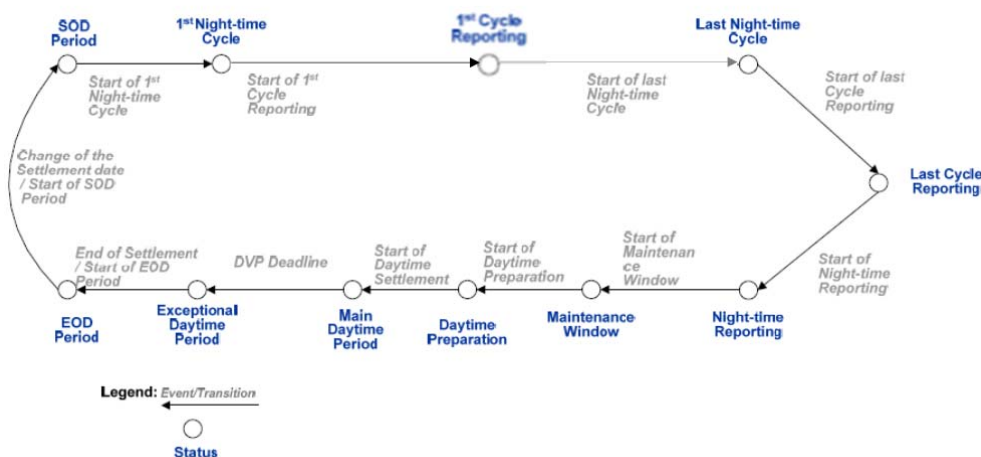 SOD
Period
1st Night-time
Cycle
1st Cycle
Reporting
Last Night-time
Cycle
Start of 1st
Night-time
Cycle
Start of 1st
Cycle
Reporting
Start of last
Night-time
Cycle
Start of last
Cycle
Reporting
Change of the
Settlement date
/ Start of SOD
Period
Last Cycle
Reporting
End of Settlement
/ Start of EOD
Period
DVP Deadline
Start of
Daytime
Settlement
Start of
Daytime
Preparation
Start of
Maintenan
ce
Window
Start of
Night-time
Reporting
EOD
Period
Exceptional
Daytime
Period
Main
Daytime
Period
Daytime
Preparation
Maintenance
Window
Night-time
Reporting
Legend: Event/Transition
Status